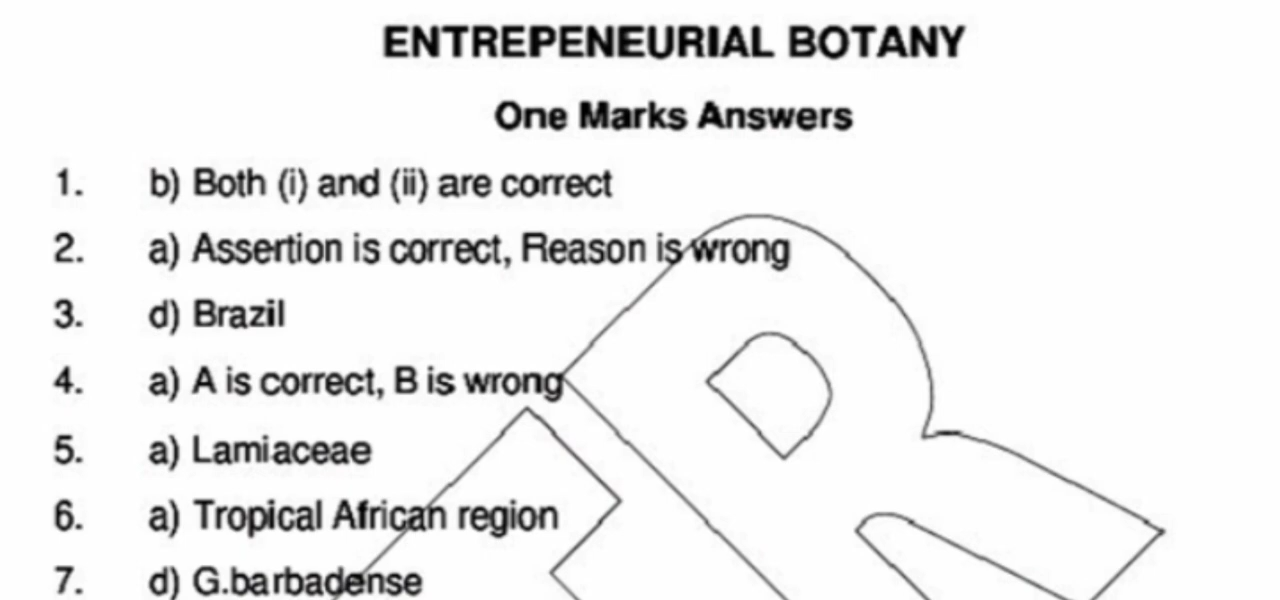 ENTREPENEURIAL BOTANY
One Marks Answers
1. b) Both (i) and (ii) are correct
2. a) Assertion is correct, Reason is wrong
3. d) Brazil
4. a) A is correct, B is wrong
5. a) Lamiaceae
6. a) Tropical African region
7. d) G.barbadense